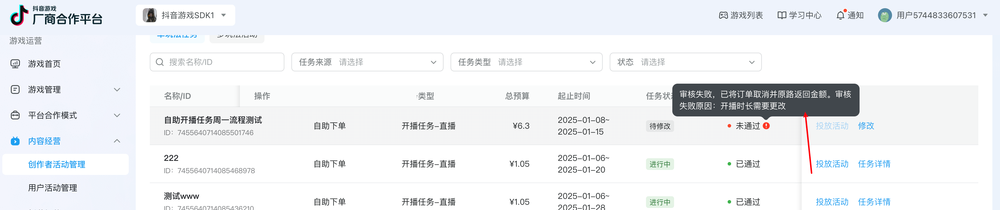 抖音游戏
厂商合作平台
抖音游戏SDK1
游戏列表
学习中心
通知
用户5744833607531
游戏运营
游戏首页
游戏管理
平台合作模式
内容经营
创作者活动管理
用户活动管理
单玩法任务
多玩法活动
搜索名称/ID
任务来源 请选择
任务类型 请选择
状态 请选择
名称/ID
操作
类型
总预算
起止时间
任务状
审核失败，已将订单取消并原路返回金额。审核
失败原因：开播时长需要更改
自助开播任务周一流程测试
ID：7455640714085501746
自助下单
开播任务-直播
¥6.3
2025-01-08~
2025-01-15
待修改
未通过
投放活动 修改
222
ID：7455640714085468978
自助下单
开播任务-直播
¥1.05
2025-01-06~
2025-01-20
进行中
已通过
投放活动 任务详情
测试www
ID：7455640714085436210
自助下单
开播任务-直播
¥1.05
2025-01-06~
2025-01-28
进行中
已通过
投放活动 任务详情